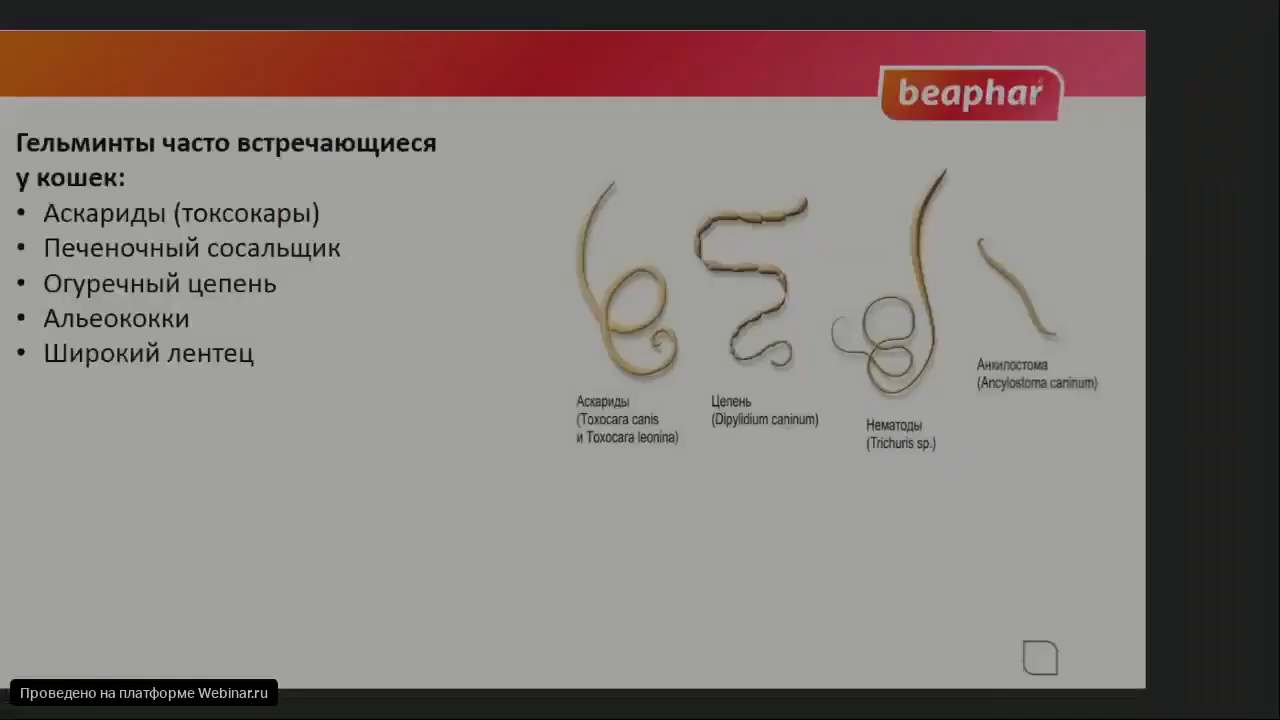 beaphar
Гельминты часто встречающиеся
у кошек:
• Аскариды (токсокары)
• Печеночный сосальщик
• Огуречный цепень
• Альеококки
• Широкий лентец
Аскариды
(Toxocara canis
и Toxocara leonina)
Цепень
(Dipylidium caninum)
Нематоды
(Trichuris sp.)
Анкилостома
(Ancylostoma caninum)
Проведено на платформе Webinar.ru